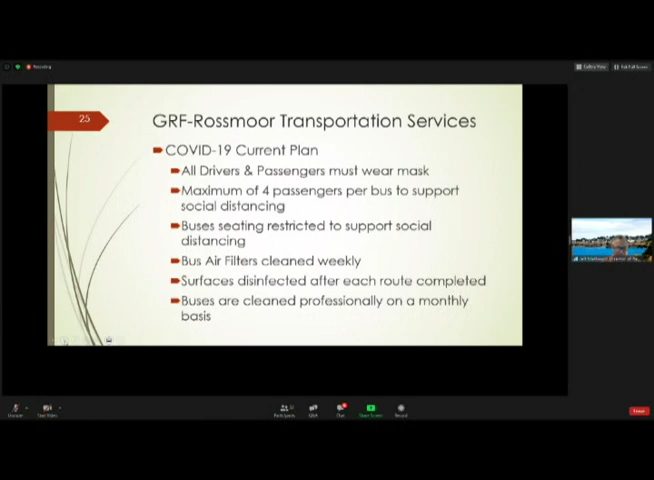 Recording
Gallery View
Exit Full Screen
25
GRF-Rossmoor Transportation Services
COVID-19 Current Plan
All Drivers & Passengers must wear mask
Maximum of 4 passengers per bus to support
social distancing
Buses seating restricted to support social
distancing
Bus Air Filters cleaned weekly
Surfaces disinfected after each route completed
Buses are cleaned professionally on a monthly
basis
Unmute
Participants
Q&A
Chat
Share Screen
Record
Leave